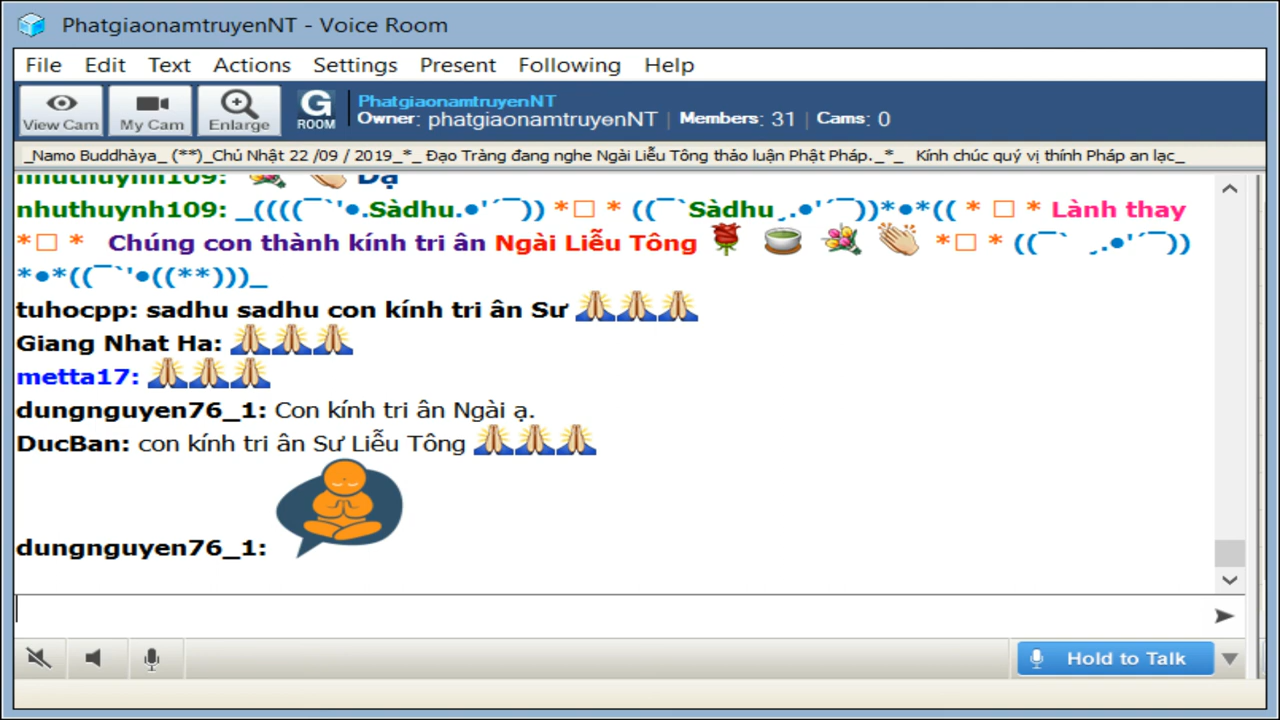 PhatgiaonamtruyenNT - Voice Room
File Edit Text Actions Settings Present Following Help
View Cam My Cam Enlarge G ROOM PhatgiaonamtruyenNT
Owner: phatgiaonamtruyenNT | Members: 31 | Cams: 0
_Namo Buddhàya_ (**)_Chủ Nhật 22 /09 / 2019_*_ Đạo Tràng đang nghe Ngài Liễu Tông thảo luận Phật Pháp._*_ Kính chúc quý vị thính Pháp an lạc_
nhuthuynh109: 💐 👏 Dạ
nhuthuynh109: _((((¯`'•.Sàdhu.•'´¯)) *□ * ((¯`Sàdhu¸.•'´¯))*•*(( * □ * Lành thay
*□ * Chúng con thành kính tri ân Ngài Liễu Tông 🌹 🍵 💐 👏 *□ * ((¯` ¸.•'´¯))
*•*((¯`'•((**)))_
tuhocpp: sadhu sadhu con kính tri ân Sư 🙏🙏🙏
Giang Nhat Ha: 🙏🙏🙏
metta17: 🙏🙏🙏
dungnguyen76_1: Con kính tri ân Ngài ạ.
DucBan: con kính tri ân Sư Liễu Tông 🙏🙏🙏
dungnguyen76_1:
Hold to Talk